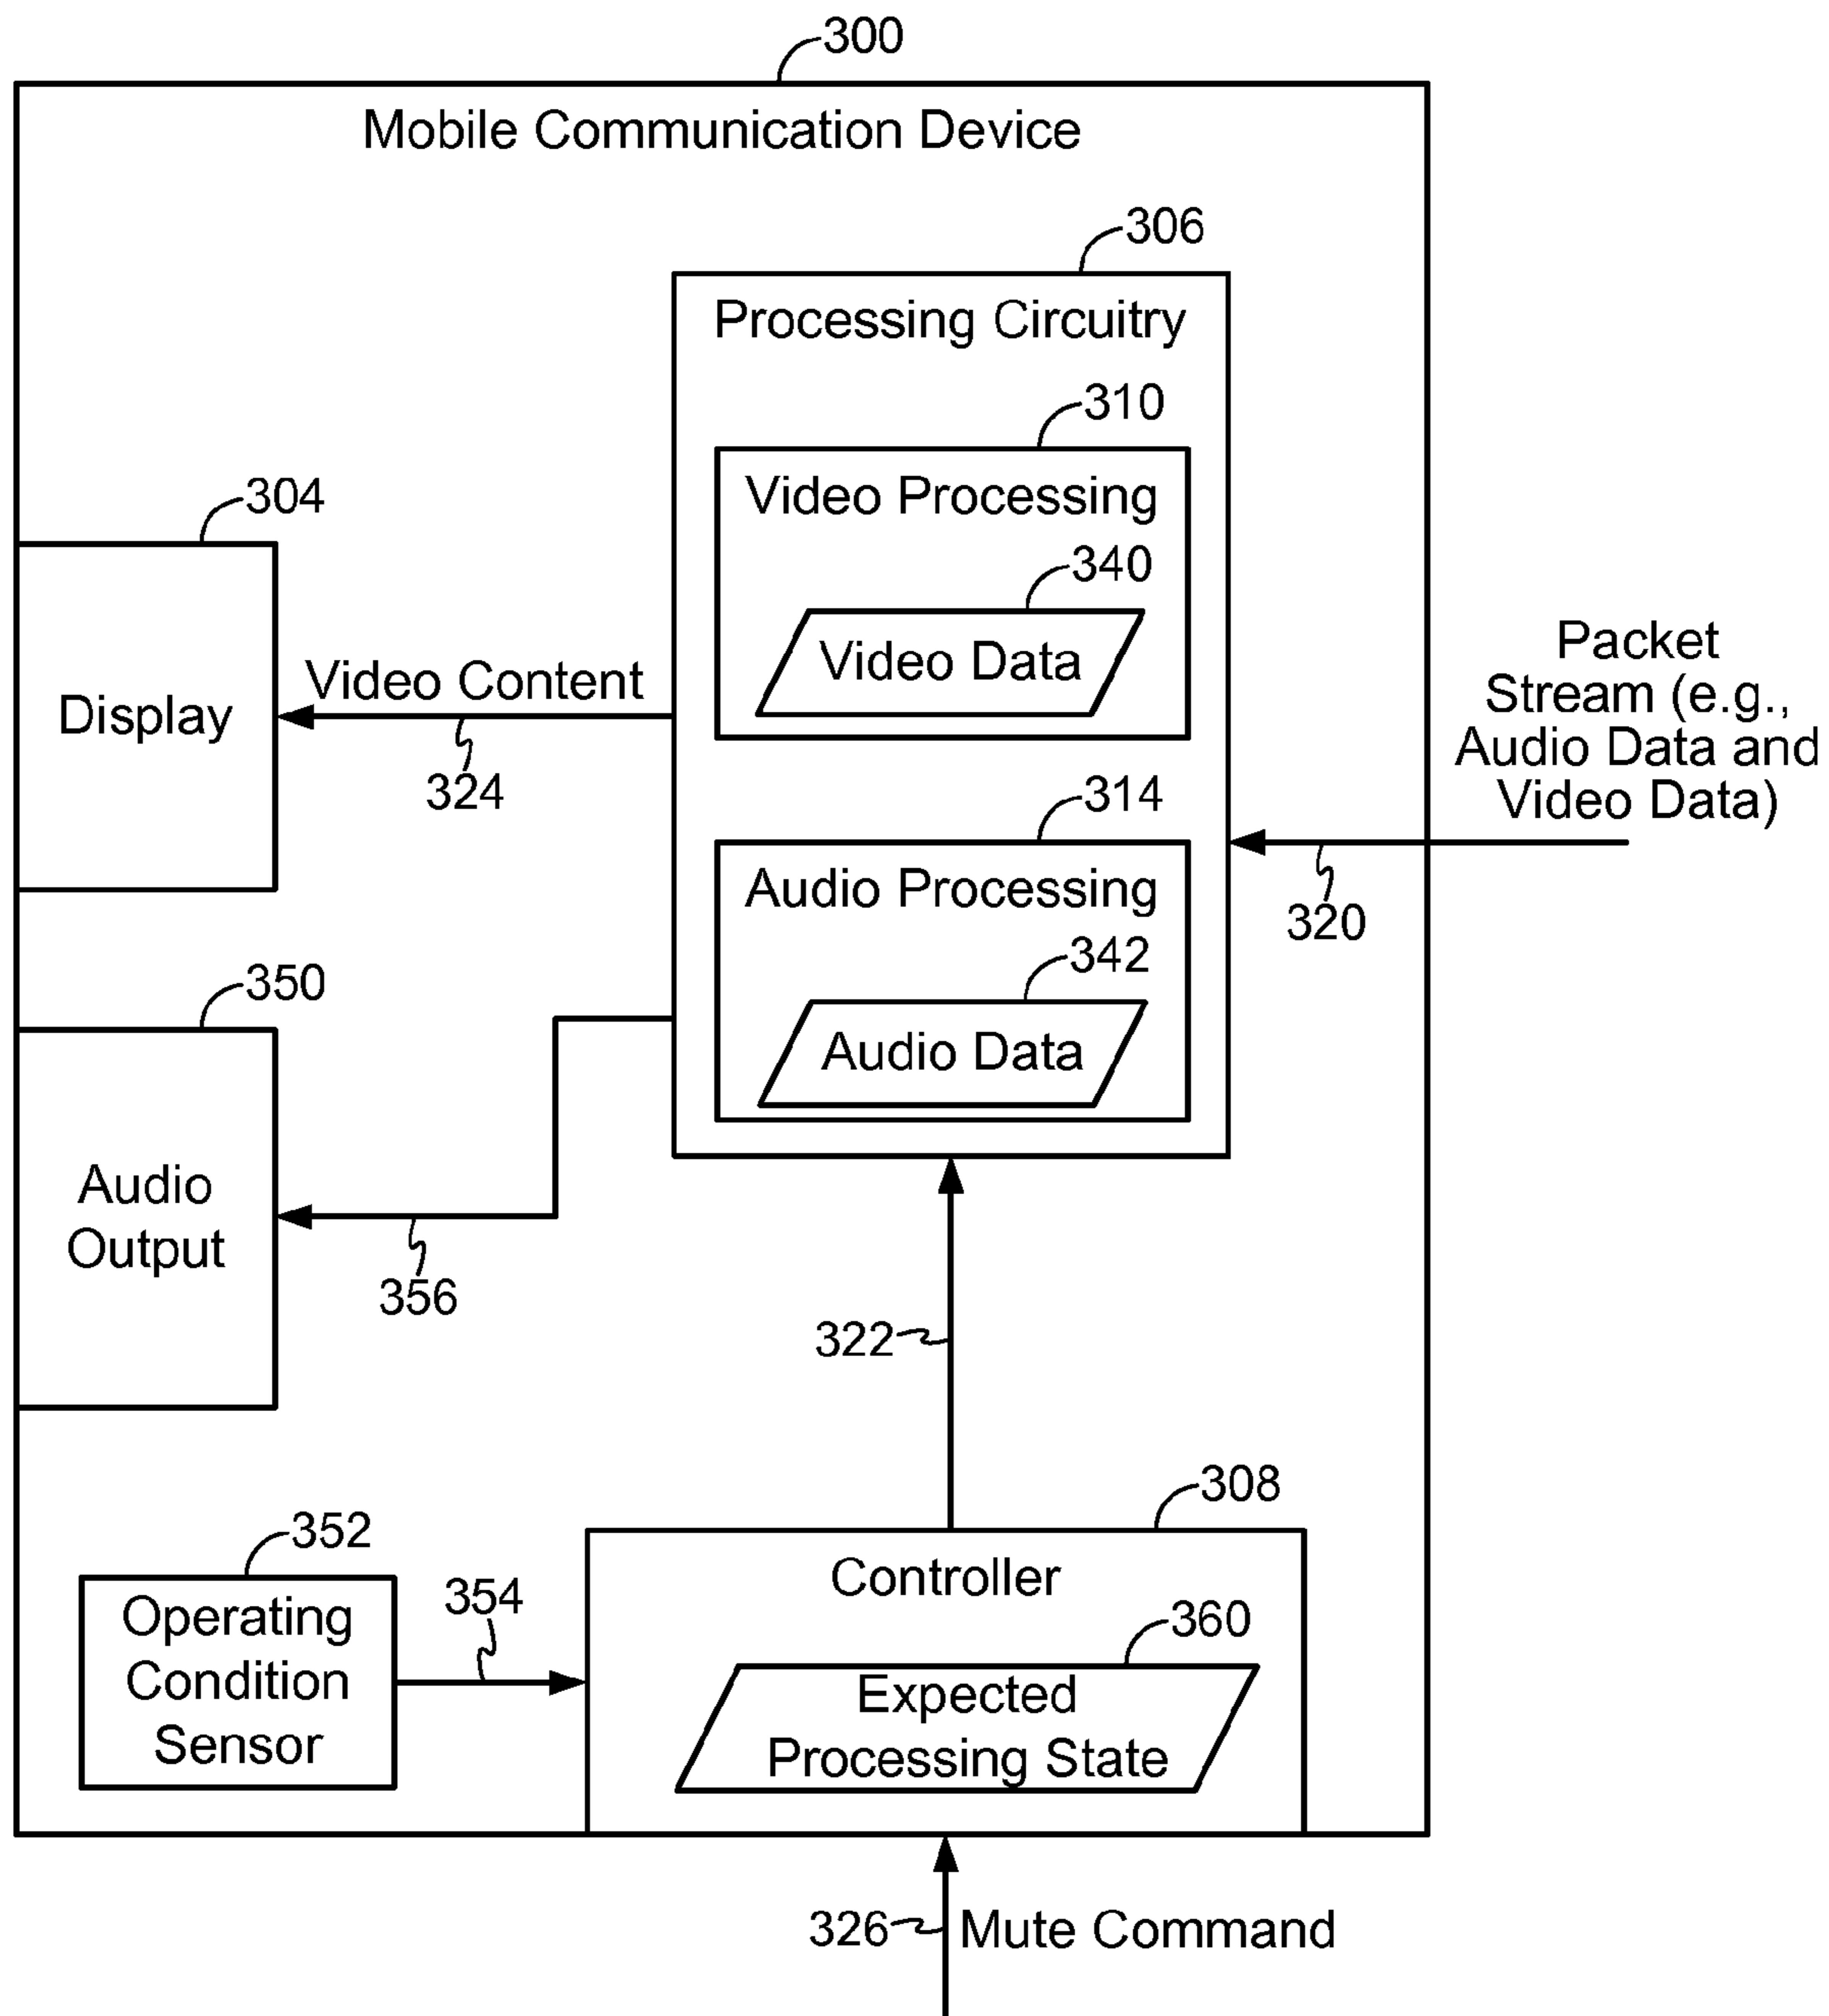 300
Mobile Communication Device
306
Processing Circuitry
310
Video Processing
340
Video Data
304
Display
Video Content
324
Packet
Stream (e.g.,
Audio Data and
Video Data)
320
314
Audio Processing
342
Audio Data
350
Audio
Output
356
322
308
Controller
360
Expected
Processing State
352
Operating
Condition
Sensor
354
326
Mute Command